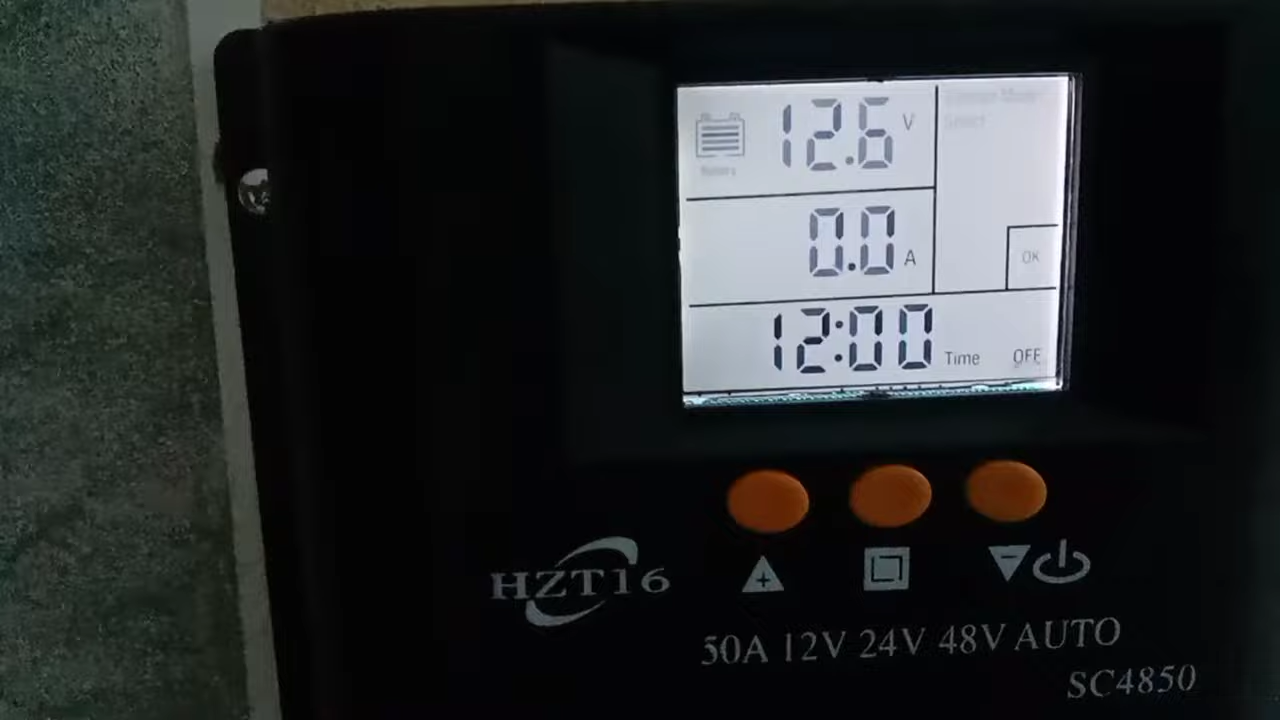 12.6 V
0.0 A
OK
12:00 Time OFF
HZT16
50A 12V 24V 48V AUTO
SC4850